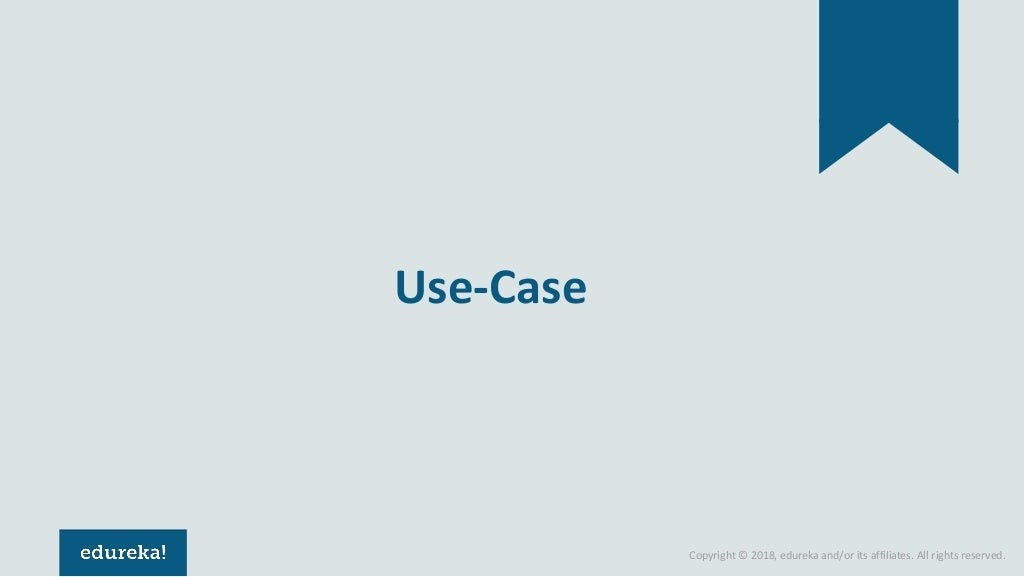 Use-Case
edureka!
Copyright © 2018, edureka and/or its affiliates. All rights reserved.